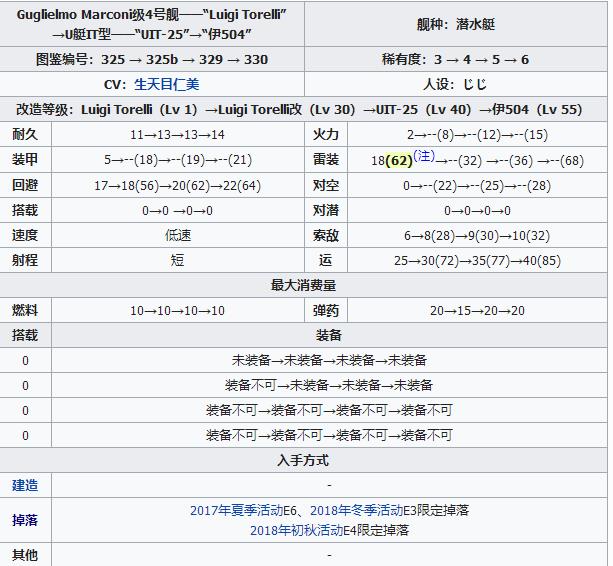 Guglielmo Marconi级4号舰——“Luigi Torelli”
→U艇IT型——“UIT-25”→“伊504”
舰种：潜水艇
图鉴编号：325 → 325b → 329 → 330
稀有度：3 → 4 → 5 → 6
CV：生天目仁美
人设：じじ
改造等级：Luigi Torelli（Lv 1）→Luigi Torelli改（Lv 30）→UIT-25（Lv 40）→伊504（Lv 55）
耐久 11→13→13→14 火力 2→--(8)→--(12)→--(15)
装甲 5→--(18)→--(19)→--(21) 雷装 18(62)(注)→--(32) →--(36) →--(68)
回避 17→18(56)→20(62)→22(64) 对空 0→--(22)→--(25)→--(28)
搭载 0→0 →0→0 对潜 0→0→0→0
速度 低速 索敌 6→8(28)→9(30)→10(32)
射程 短 运 25→30(72)→35(77)→40(85)
最大消费量
燃料 10→10→10→10 弹药 20→15→20→20
搭载 装备
0 未装备→未装备→未装备→未装备
0 装备不可→未装备→未装备→未装备
0 装备不可→装备不可→装备不可→装备不可
0 装备不可→装备不可→装备不可→装备不可
入手方式
建造 -
掉落 2017年夏季活动E6、2018年冬季活动E3限定掉落
2018年初秋活动E4限定掉落
其他 -